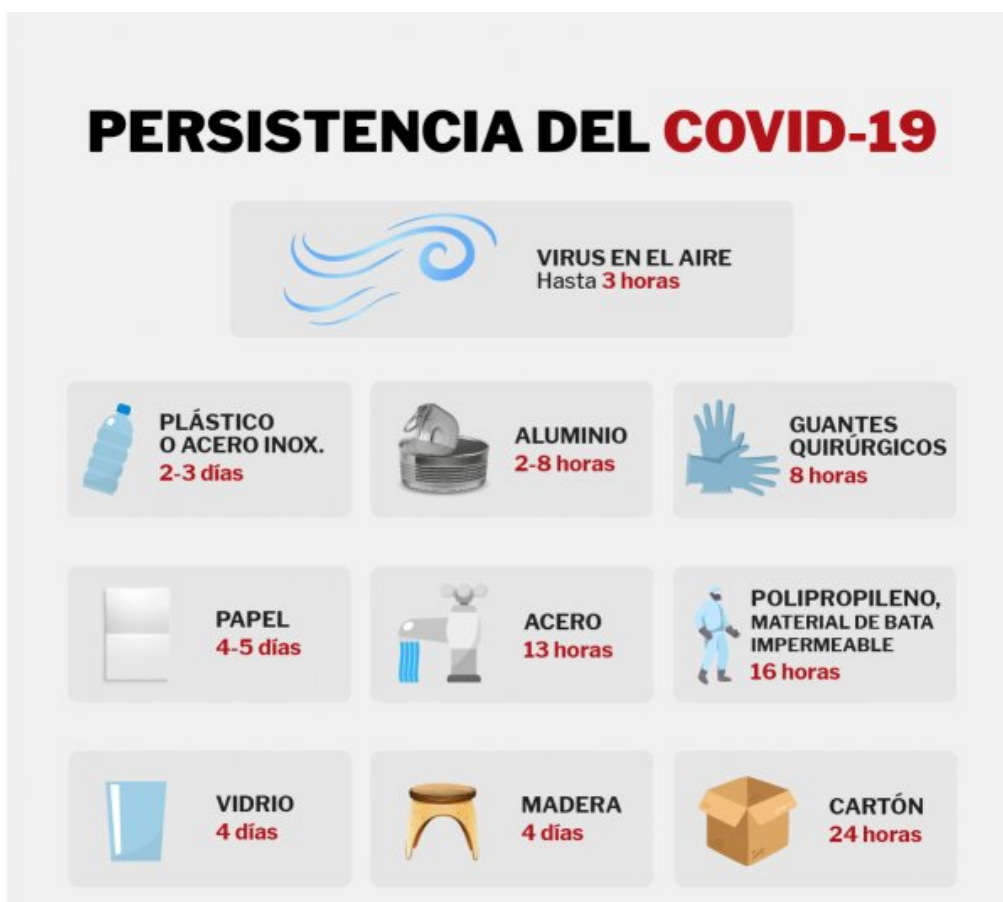 PERSISTENCIA DEL COVID-19
VIRUS EN EL AIRE
Hasta 3 horas
PLÁSTICO
O ACERO INOX.
2-3 días
ALUMINIO
2-8 horas
GUANTES
QUIRÚRGICOS
8 horas
PAPEL
4-5 días
ACERO
13 horas
POLIPROPILENO,
MATERIAL DE BATA
IMPERMEABLE
16 horas
VIDRIO
4 días
MADERA
4 días
CARTÓN
24 horas